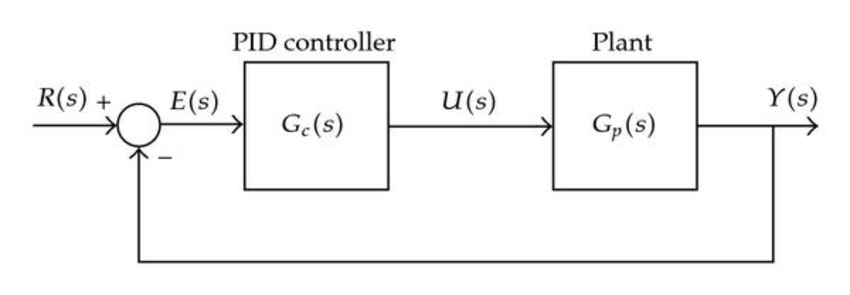 PID controller
Plant
R(s) +
E(s)
G_c(s)
U(s)
G_p(s)
Y(s)
−